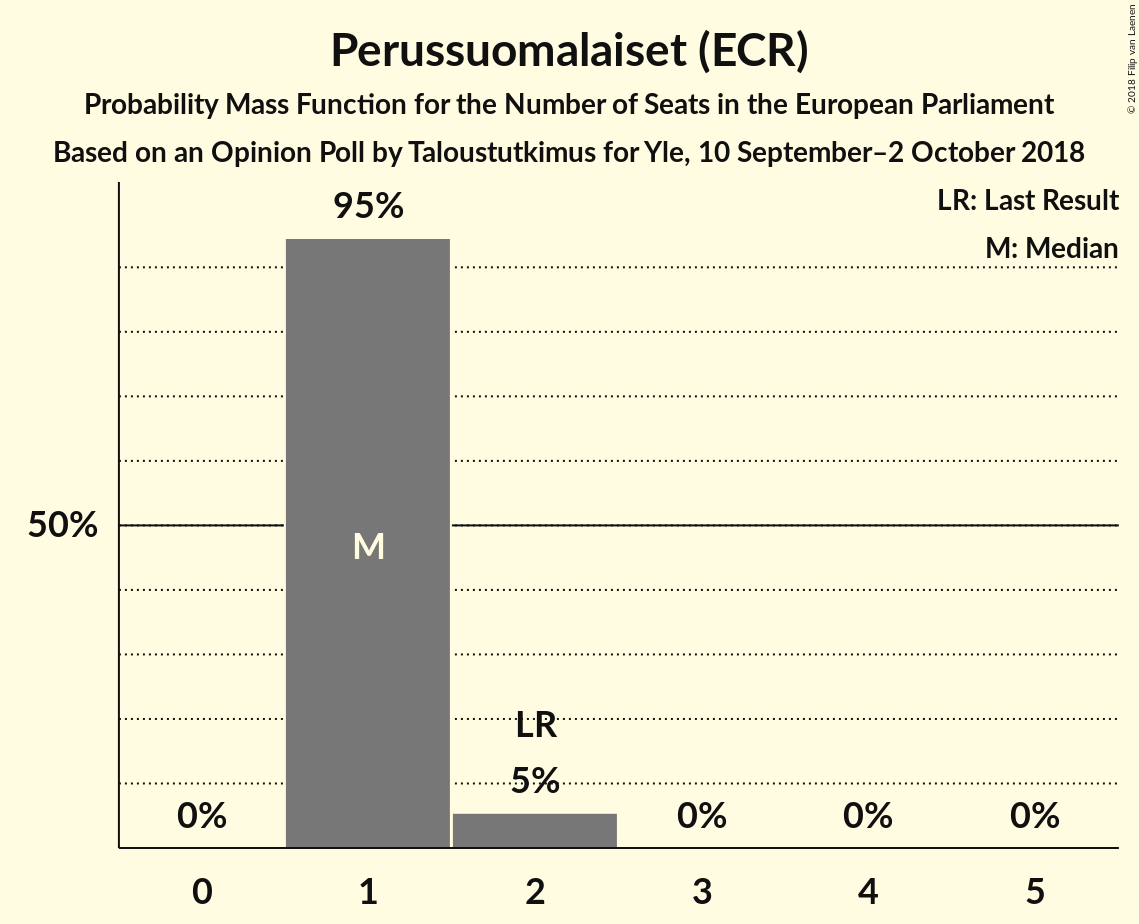 Perussuomalaiset (ECR)
Probability Mass Function for the Number of Seats in the European Parliament
Based on an Opinion Poll by Taloustutkimus for Yle, 10 September–2 October 2018
© 2018 Filip van Laenen
LR: Last Result
M: Median
95%
50%
M
LR
5%
0%
0%
0%
0%
0
1
2
3
4
5